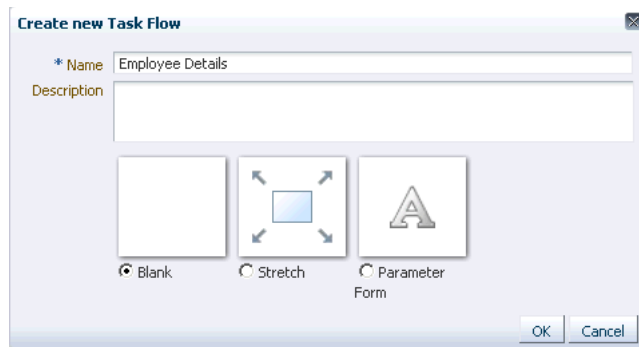 Create new Task Flow
* Name Employee Details
Description
A
Blank Stretch Parameter
Form
OK Cancel